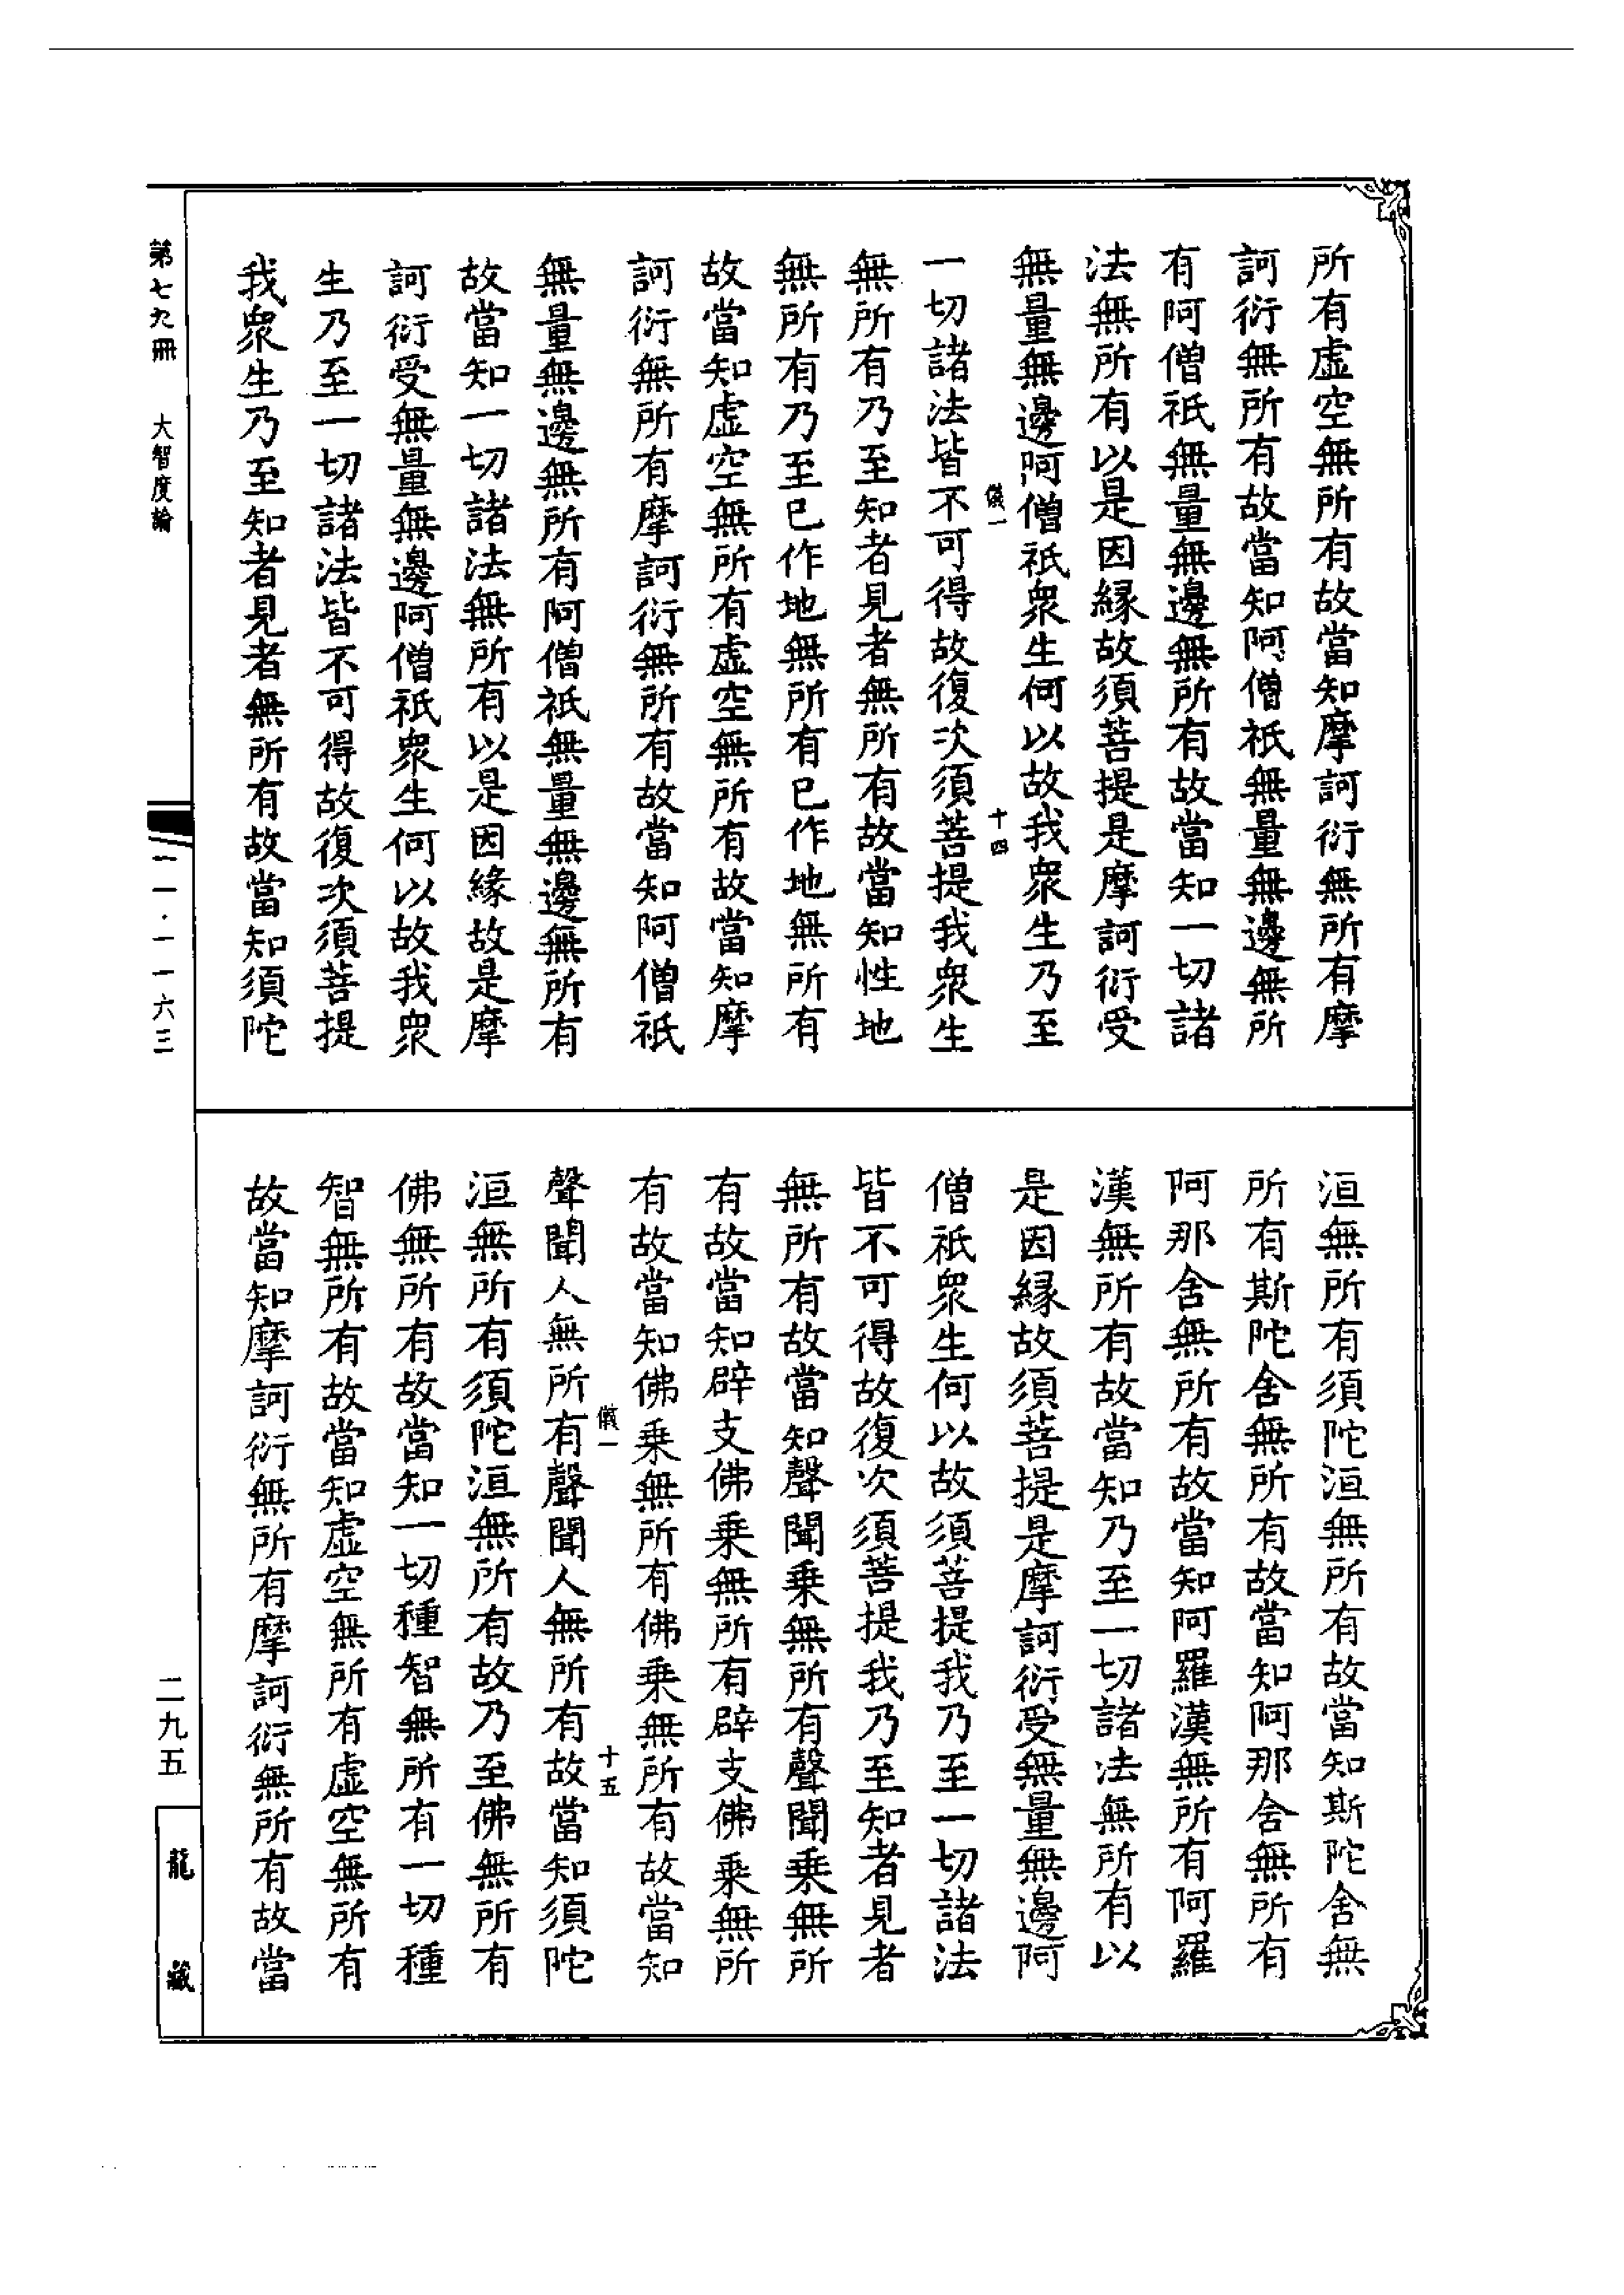 所有虛空無所有故當知摩訶衍無所有摩
訶衍無所有故當知阿僧祇無量無邊無所
有阿僧祇無量無邊無所有故當知一切諸
法無所有以是因緣故須菩提是摩訶衍受
無量無邊阿僧祇衆生何以故我衆生乃至
儀一
十四
一切諸法皆不可得故復次須菩提我衆生
無所有乃至知者見者無所有故當知性地
無所有乃至已作地無所有已作地無所有
故當知虛空無所有虛空無所有故當知摩
訶衍無所有摩訶衍無所有故當知阿僧祇
無量無邊無所有阿僧祇無量無邊無所有
故當知一切諸法無所有以是因緣故是摩
訶衍受無量無邊阿僧祇衆生何以故我衆
生乃至一切諸法皆不可得故復次須菩提
我衆生乃至知者見者無所有故當知須陀
洹無所有須陀洹無所有故當知斯陀舍無
所有斯陀舍無所有故當知阿那舍無所有
阿那舍無所有故當知阿羅漢無所有阿羅
漢無所有故當知乃至一切諸法無所有以
是因緣故須菩提是摩訶衍受無量無邊阿
僧祇衆生何以故須菩提我乃至一切諸法
皆不可得故復次須菩提我乃至知者見者
無所有故當知聲聞乗無所有聲聞乗無所
有故當知辟支佛乗無所有辟支佛乗無所
有故當知佛乗無所有佛乗無所有故當知
儀一
十五
聲聞人無所有聲聞人無所有故當知須陀
洹無所有須陀洹無所有故乃至佛無所有
佛無所有故當知一切種智無所有一切種
智無所有故當知虛空無所有虛空無所有
故當知摩訶衍無所有摩訶衍無所有故當
第七九冊 大智度論
一一·一一六三
二九五
龍藏